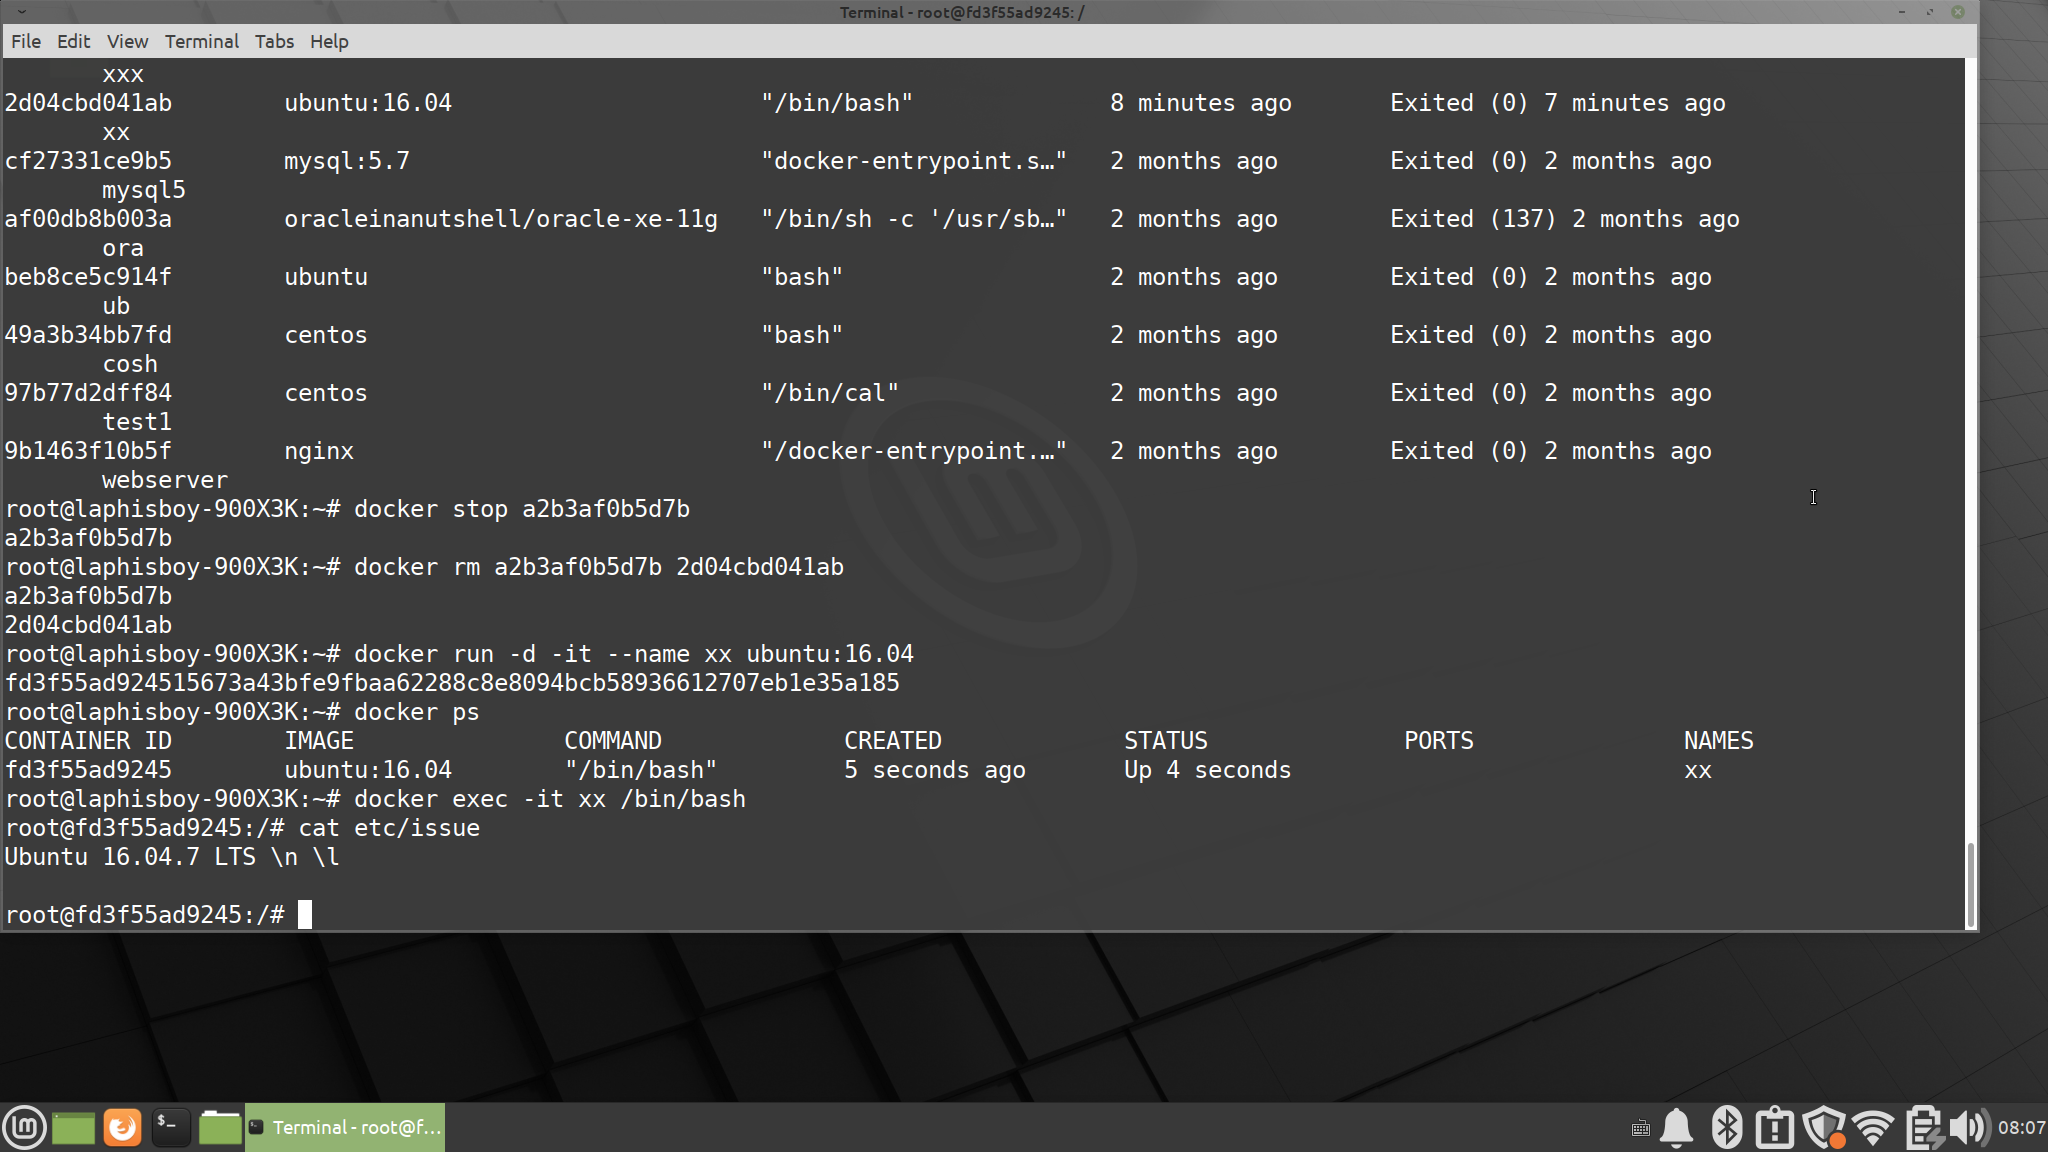 Terminal - root@fd3f55ad9245: /
File Edit View Terminal Tabs Help
xxx
2d04cbd041ab ubuntu:16.04 "/bin/bash" 8 minutes ago Exited (0) 7 minutes ago
xx
cf27331ce9b5 mysql:5.7 "docker-entrypoint.s…" 2 months ago Exited (0) 2 months ago
mysql5
af00db8b003a oracleinanutshell/oracle-xe-11g "/bin/sh -c '/usr/sb…" 2 months ago Exited (137) 2 months ago
ora
beb8ce5c914f ubuntu "bash" 2 months ago Exited (0) 2 months ago
ub
49a3b34bb7fd centos "bash" 2 months ago Exited (0) 2 months ago
cosh
97b77d2dff84 centos "/bin/cal" 2 months ago Exited (0) 2 months ago
test1
9b1463f10b5f nginx "/docker-entrypoint.…" 2 months ago Exited (0) 2 months ago
webserver
root@laphisboy-900X3K:~# docker stop a2b3af0b5d7b
a2b3af0b5d7b
root@laphisboy-900X3K:~# docker rm a2b3af0b5d7b 2d04cbd041ab
a2b3af0b5d7b
2d04cbd041ab
root@laphisboy-900X3K:~# docker run -d -it --name xx ubuntu:16.04
fd3f55ad924515673a43bfe9fbaa62288c8e8094bcb58936612707eb1e35a185
root@laphisboy-900X3K:~# docker ps
CONTAINER ID IMAGE COMMAND CREATED STATUS PORTS NAMES
fd3f55ad9245 ubuntu:16.04 "/bin/bash" 5 seconds ago Up 4 seconds xx
root@laphisboy-900X3K:~# docker exec -it xx /bin/bash
root@fd3f55ad9245:/# cat etc/issue
Ubuntu 16.04.7 LTS \n \l
root@fd3f55ad9245:/#
Terminal - root@f...
08:07